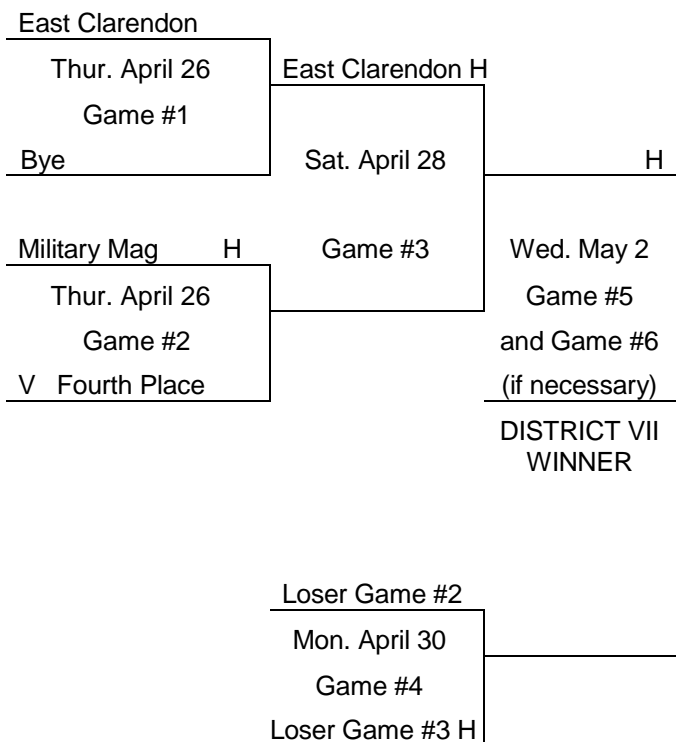 East Clarendon
Thur. April 26
Game #1
Bye
East Clarendon H
Sat. April 28
Game #3
Military Mag H
Thur. April 26
Game #2
V Fourth Place
H
Wed. May 2
Game #5
and Game #6
(if necessary)
DISTRICT VII
WINNER
Loser Game #2
Mon. April 30
Game #4
Loser Game #3 H